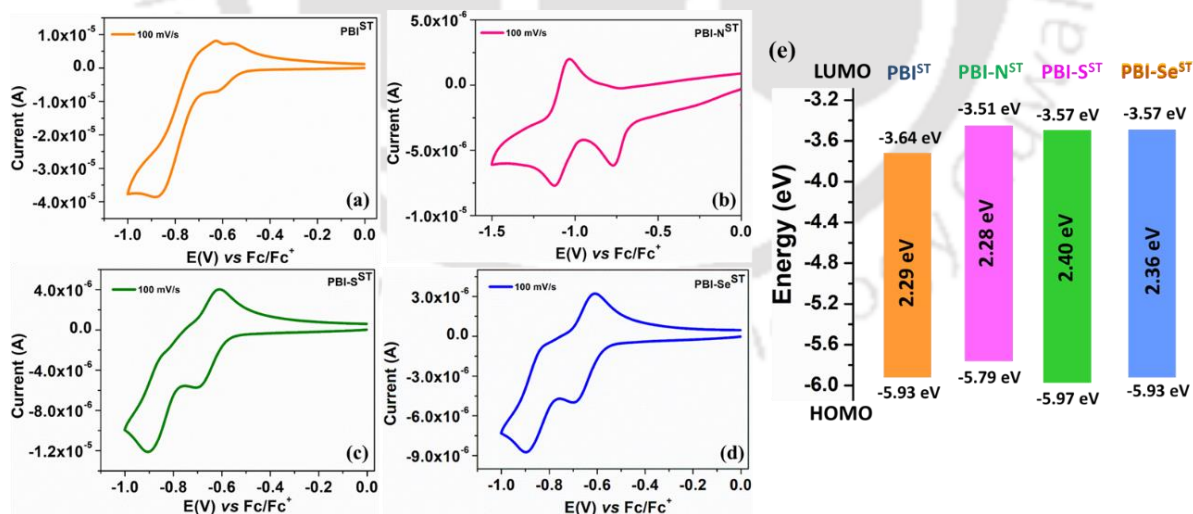 1.0x10⁻⁵
0.0
-1.0x10⁻⁵
-2.0x10⁻⁵
-3.0x10⁻⁵
-4.0x10⁻⁵
Current (A)
100 mV/s
PBI^ST
(a)
-1.0 -0.8 -0.6 -0.4 -0.2 0.0
E(V) vs Fc/Fc⁺
5.0x10⁻⁶
0.0
-5.0x10⁻⁶
-1.0x10⁻⁵
Current (A)
100 mV/s
PBI-N^ST
(b)
-1.5 -1.0 -0.5 0.0
E(V) vs Fc/Fc⁺
4.0x10⁻⁶
0.0
-4.0x10⁻⁶
-8.0x10⁻⁶
-1.2x10⁻⁵
Current (A)
100 mV/s
PBI-S^ST
(c)
-1.0 -0.8 -0.6 -0.4 -0.2 0.0
E(V) vs Fc/Fc⁺
3.0x10⁻⁶
0.0
-3.0x10⁻⁶
-6.0x10⁻⁶
-9.0x10⁻⁶
Current (A)
100 mV/s
PBI-Se^ST
(d)
-1.0 -0.8 -0.6 -0.4 -0.2 0.0
E(V) vs Fc/Fc⁺
(e)
LUMO PBI^ST PBI-N^ST PBI-S^ST PBI-Se^ST
-3.2
-3.6
-4.0
-4.4
-4.8
-5.2
-5.6
-6.0
Energy (eV)
-3.64 eV -3.51 eV -3.57 eV -3.57 eV
2.29 eV 2.28 eV 2.40 eV 2.36 eV
-5.93 eV -5.79 eV -5.97 eV -5.93 eV
HOMO